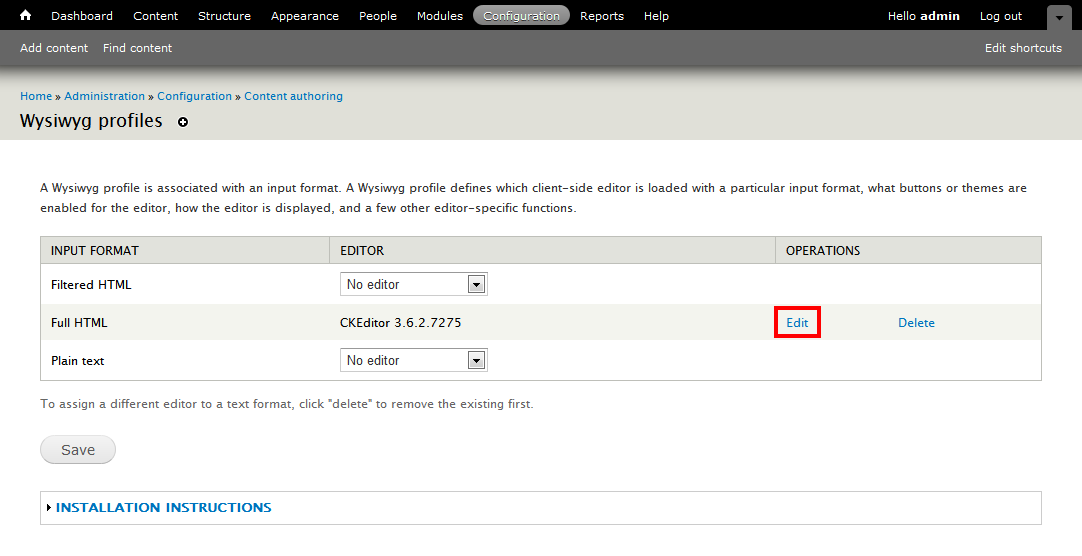 Dashboard Content Structure Appearance People Modules Configuration Reports Help Hello admin Log out
Add content Find content Edit shortcuts
Home » Administration » Configuration » Content authoring
Wysiwyg profiles
A Wysiwyg profile is associated with an input format. A Wysiwyg profile defines which client-side editor is loaded with a particular input format, what buttons or themes are
enabled for the editor, how the editor is displayed, and a few other editor-specific functions.
INPUT FORMAT EDITOR OPERATIONS
Filtered HTML No editor
Full HTML CKEditor 3.6.2.7275 Edit Delete
Plain text No editor
To assign a different editor to a text format, click "delete" to remove the existing first.
Save
INSTALLATION INSTRUCTIONS